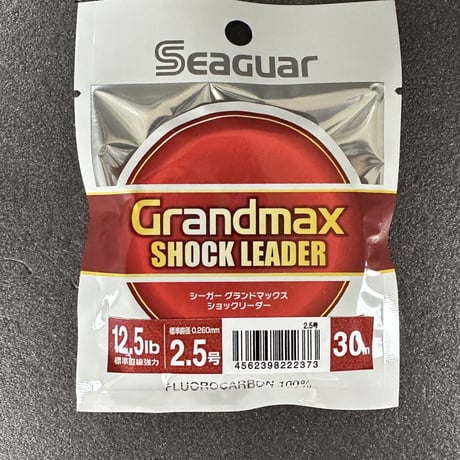 SEAGUAR
Grandmax
SHOCK LEADER
シーガー グランドマックス
ショックリーダー
12.5lb
標準直線強力
標準直径0.260mm
2.5号
2.5号
4562398222373
30m
FLUOROCARBON 100%